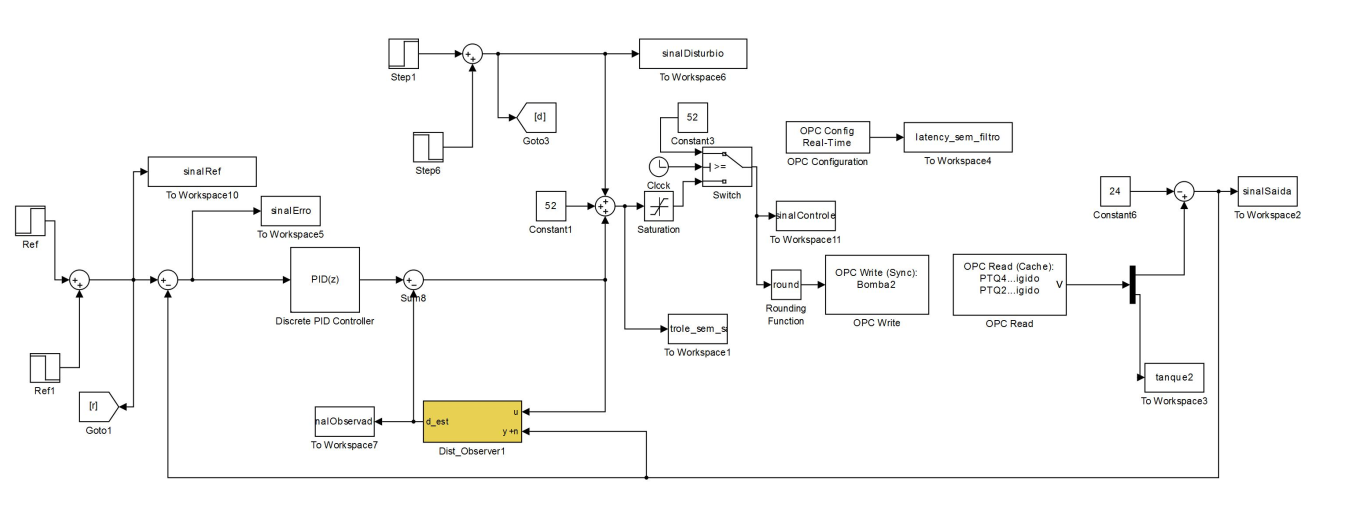 Step1
sinalDisturbio
To Workspace6
[d]
Goto3
Step6
52
Constant3
Clock
>=
Switch
OPC Config
Real-Time
OPC Configuration
latency_sem_filtro
To Workspace4
sinalRef
To Workspace10
sinalErro
To Workspace5
Ref
52
Constant1
Saturation
sinalControle
To Workspace11
24
Constant6
sinalSaida
To Workspace2
PID(z)
Discrete PID Controller
Sum8
round
Rounding
Function
OPC Write (Sync):
Bomba2
OPC Write
OPC Read (Cache):
PTQ4...igido
PTQ2...igido
V
OPC Read
trole_sem_sa
To Workspace1
Ref1
[r]
Goto1
tanque2
To Workspace3
nalObservad
To Workspace7
d_est
u
y +n
Dist_Observer1